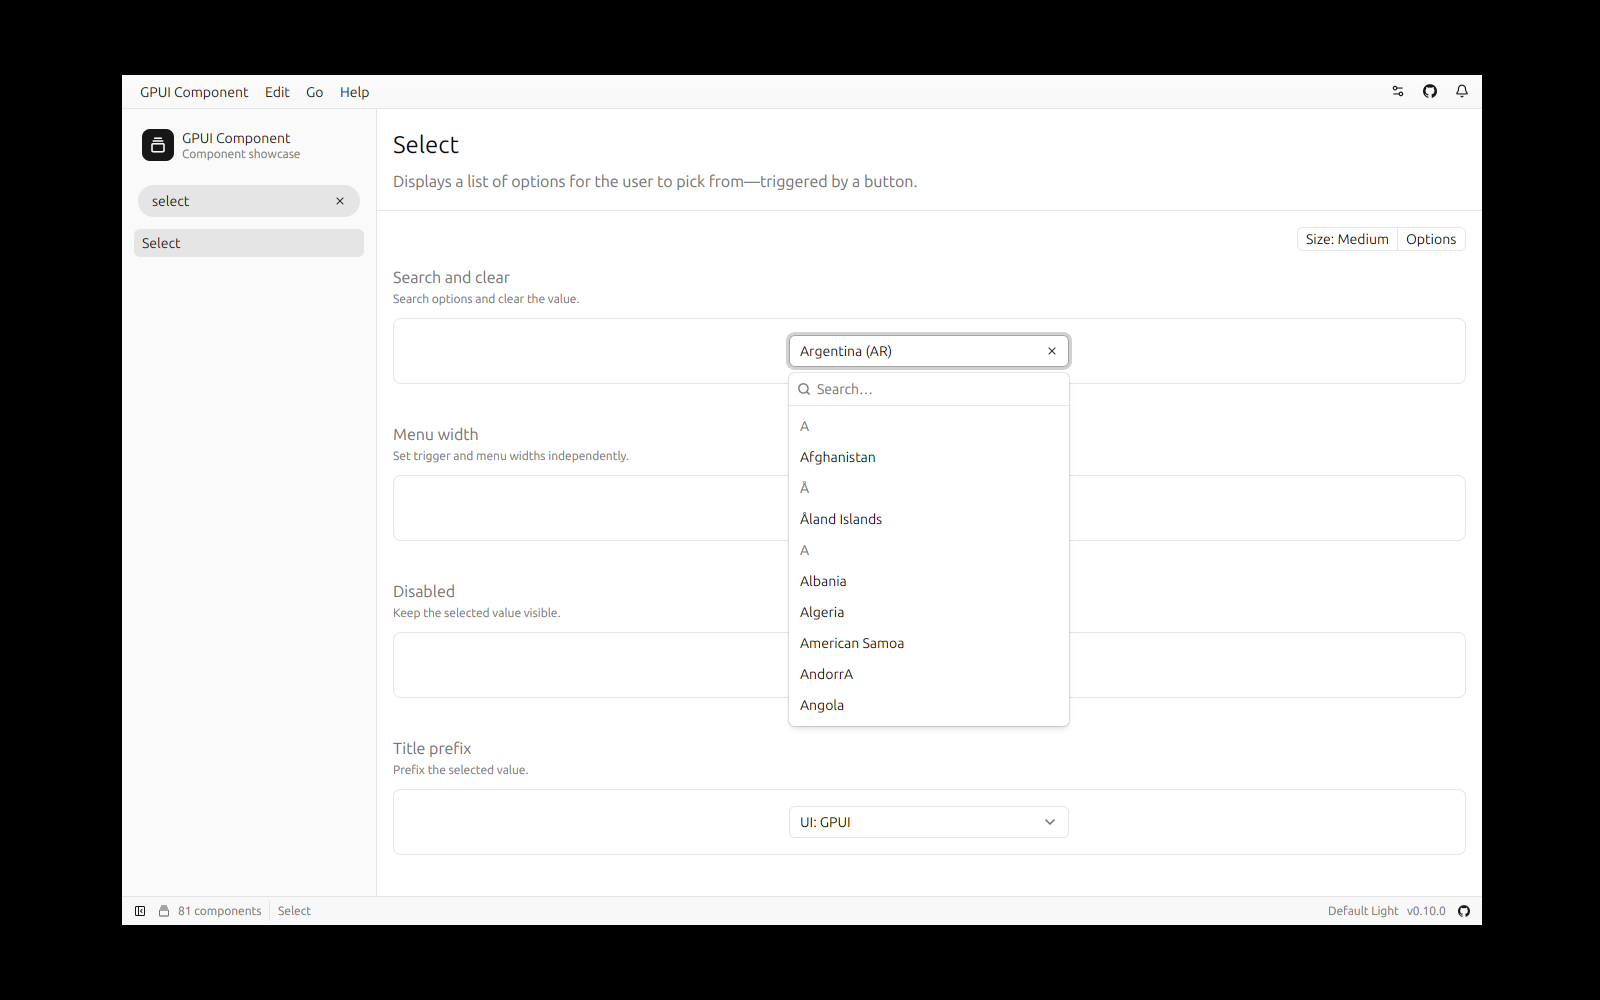 GPUI Component Edit Go Help
GPUI Component
Component showcase
select
Select
Select
Displays a list of options for the user to pick from—triggered by a button.
Size: Medium Options
Search and clear
Search options and clear the value.
Argentina (AR)
Search...
A
Afghanistan
Å
Åland Islands
A
Albania
Algeria
American Samoa
AndorrA
Angola
Menu width
Set trigger and menu widths independently.
Disabled
Keep the selected value visible.
Title prefix
Prefix the selected value.
UI: GPUI
81 components Select
Default Light v0.10.0